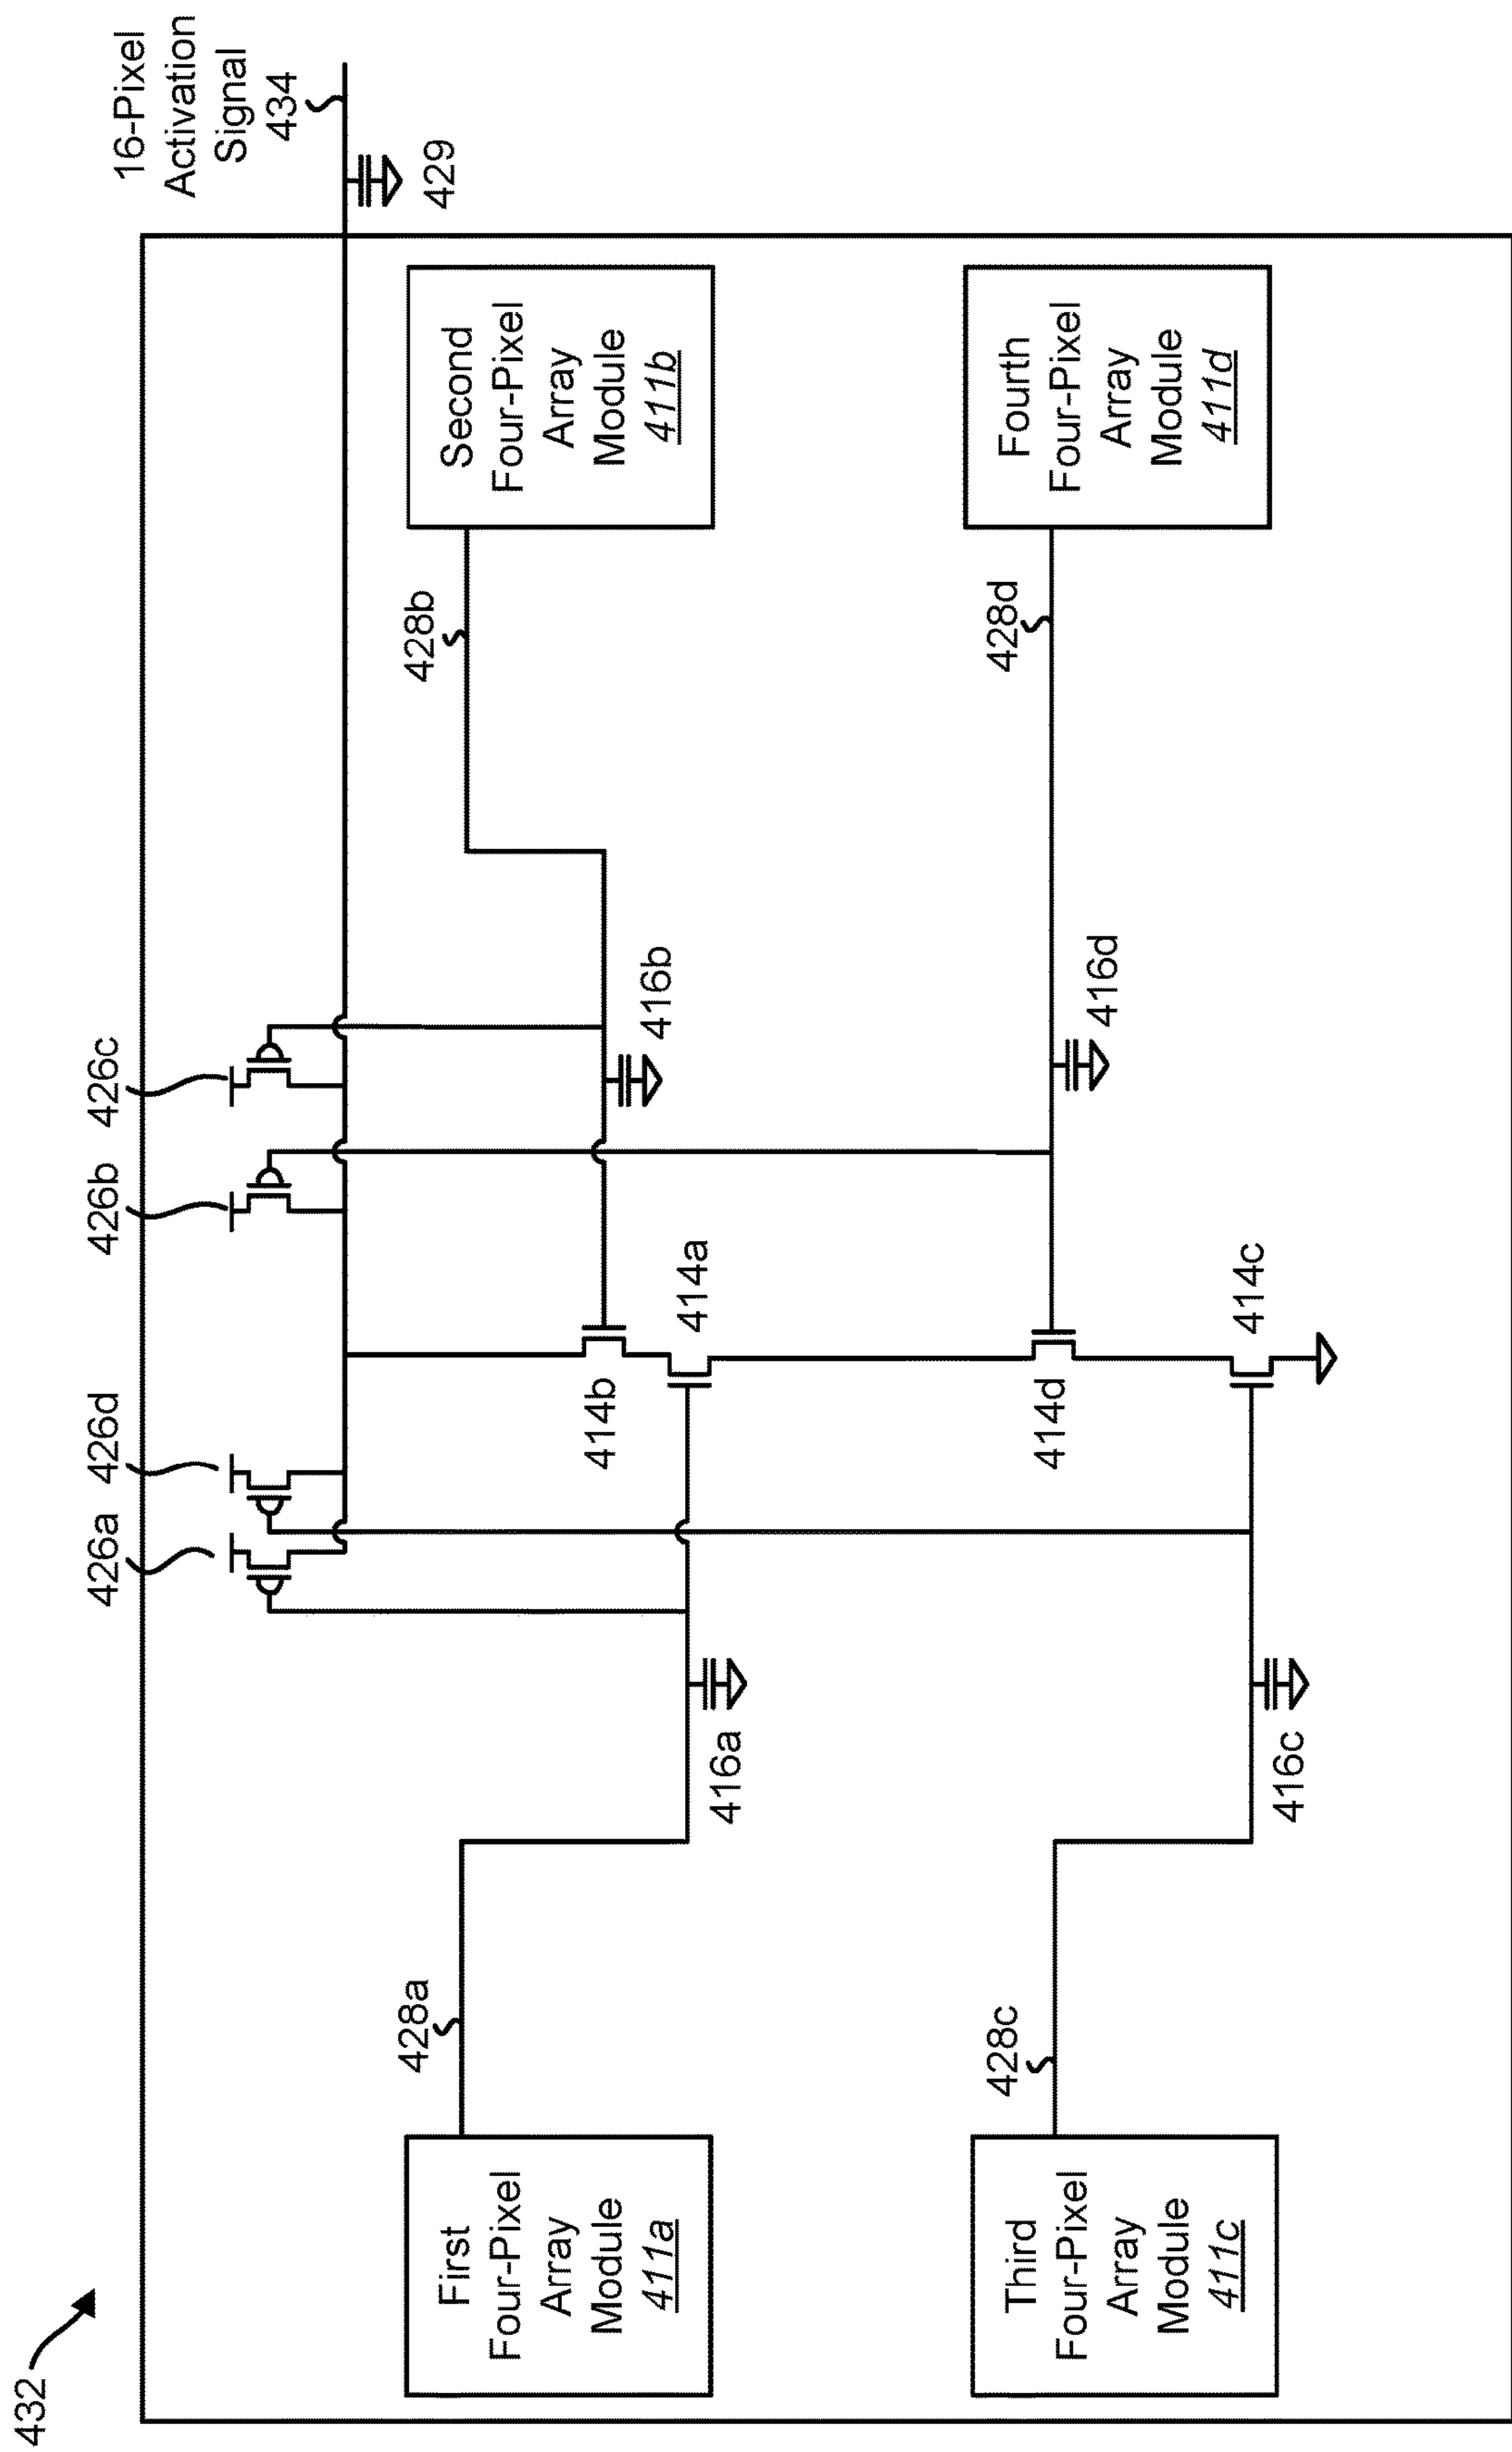 432
16-Pixel
Activation
Signal
434
429
426a
426d
426b
426c
First
Four-Pixel
Array
Module
411a
428a
416a
414b
414a
416b
428b
Second
Four-Pixel
Array
Module
411b
Third
Four-Pixel
Array
Module
411c
428c
416c
414d
414c
416d
428d
Fourth
Four-Pixel
Array
Module
411d